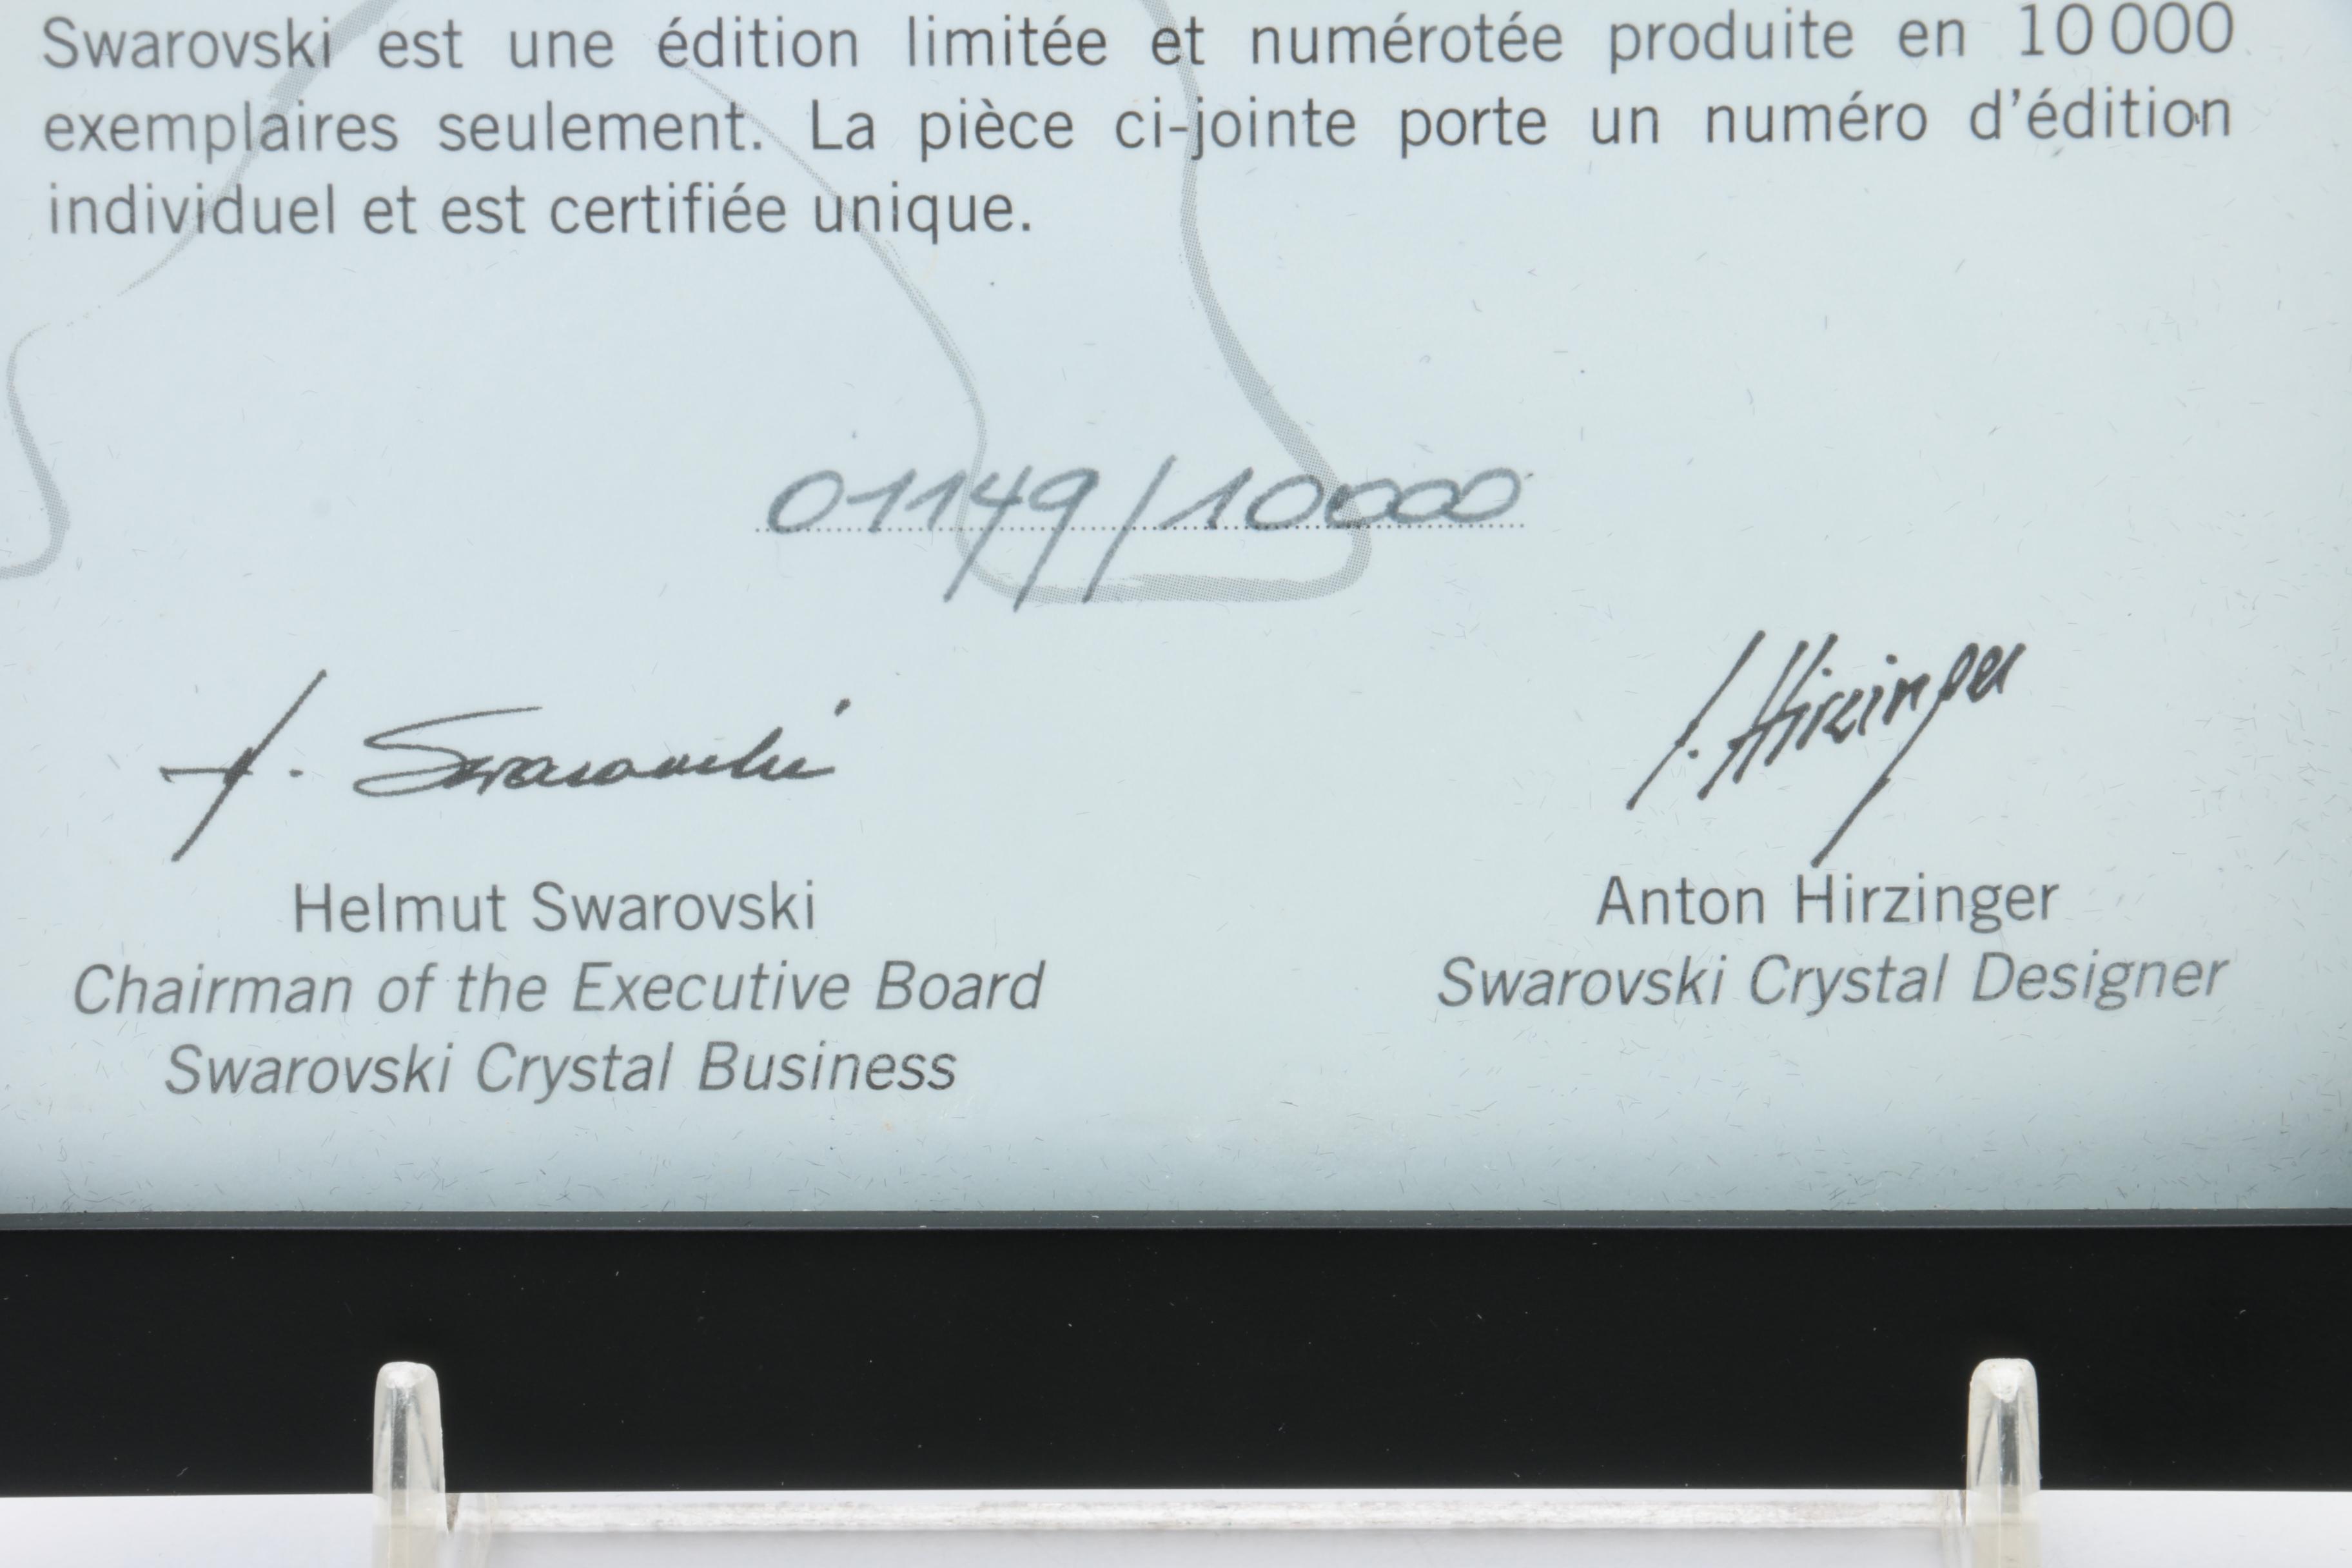 Swarovski est une édition limitée et numérotée produite en 10 000
exemplaires seulement. La pièce ci-jointe porte un numéro d'édition
individuel et est certifiée unique.
01149/10000
H. Swarovski
A. Hirzinger
Helmut Swarovski
Anton Hirzinger
Chairman of the Executive Board
Swarovski Crystal Designer
Swarovski Crystal Business